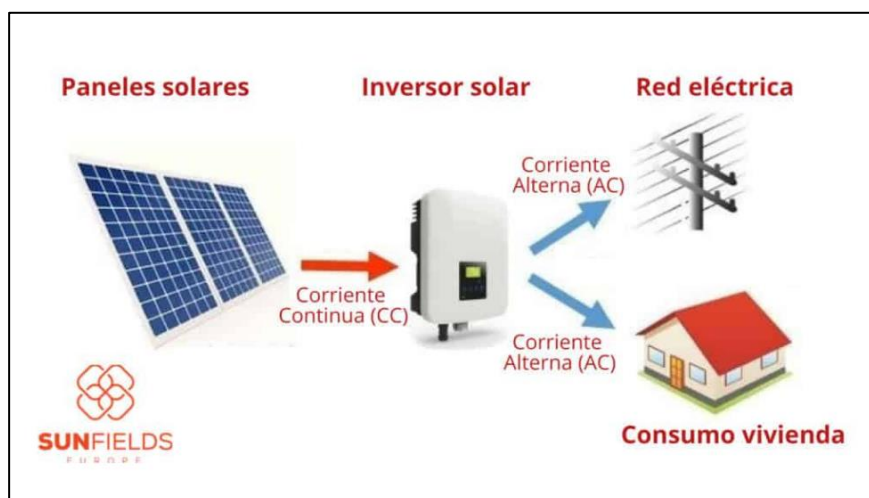 Paneles solares
Inversor solar
Red eléctrica
Corriente
Alterna (AC)
Corriente
Continua (CC)
Corriente
Alterna (AC)
Consumo vivienda
SUNFIELDS
EUROPE